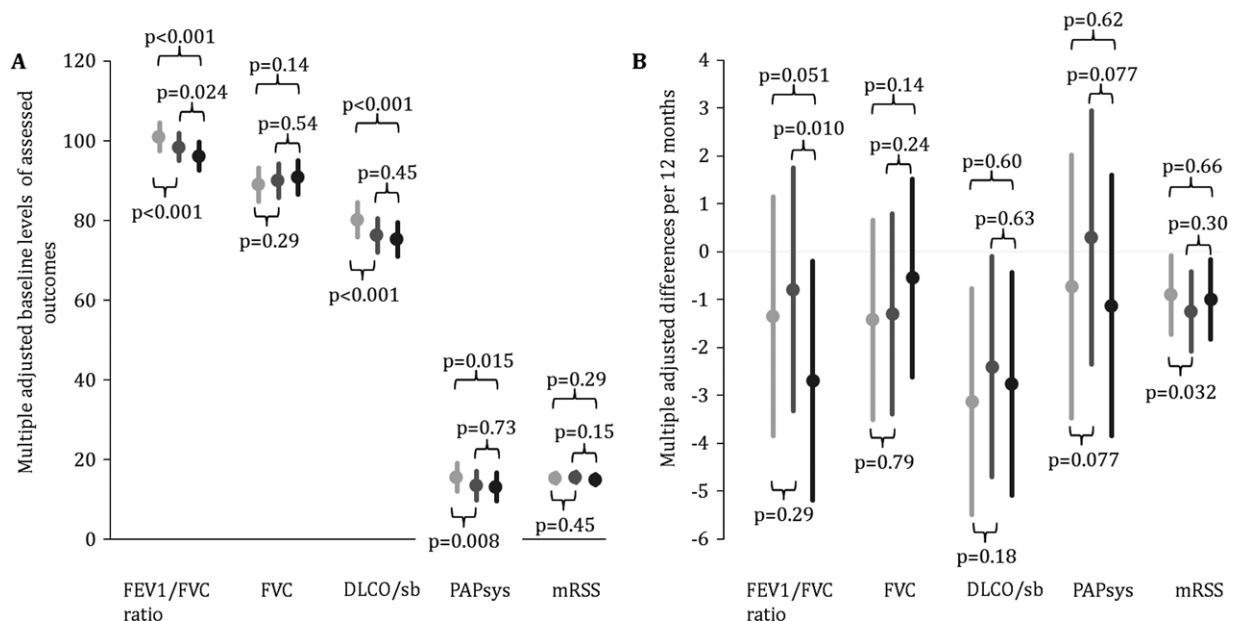 A
Multiple adjusted baseline levels of assessed
outcomes
120
100
80
60
40
20
0
p<0.001
p=0.024
p<0.001
p=0.14
p=0.54
p=0.29
p<0.001
p=0.45
p<0.001
p=0.015
p=0.73
p=0.008
p=0.29
p=0.15
p=0.45
FEV1/FVC
ratio
FVC
DLCO/sb
PAPsys
mRSS
B
Multiple adjusted differences per 12 months
4
3
2
1
0
-1
-2
-3
-4
-5
-6
p=0.051
p=0.010
p=0.29
p=0.14
p=0.24
p=0.79
p=0.60
p=0.63
p=0.18
p=0.62
p=0.077
p=0.077
p=0.66
p=0.30
p=0.032
FEV1/FVC
ratio
FVC
DLCO/sb
PAPsys
mRSS